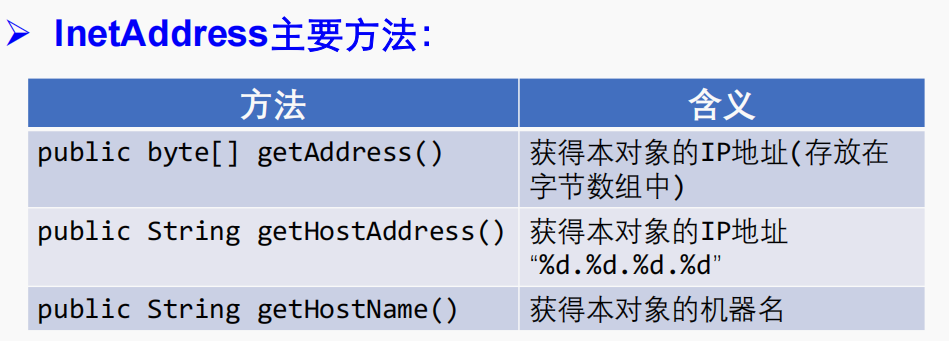 ➢ InetAddress主要方法：
方法
含义
public byte[] getAddress()
获得本对象的IP地址(存放在
字节数组中)
public String getHostAddress()
获得本对象的IP地址
“%d.%d.%d.%d”
public String getHostName()
获得本对象的机器名